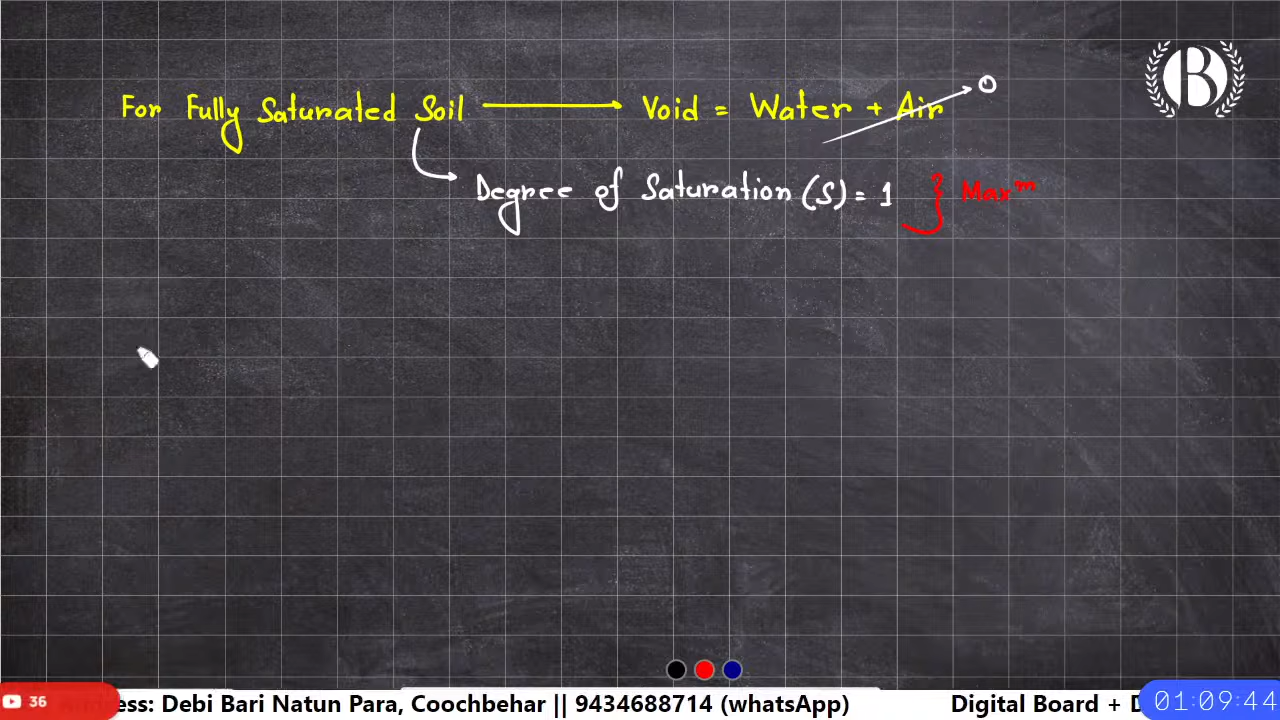 For Fully Saturated Soil → Void = Water + Air 0
Degree of Saturation (S) = 1 } Maxᵐ
B
36
ss: Debi Bari Natun Para, Coochbehar || 9434688714 (whatsApp) Digital Board + D
01:09:44